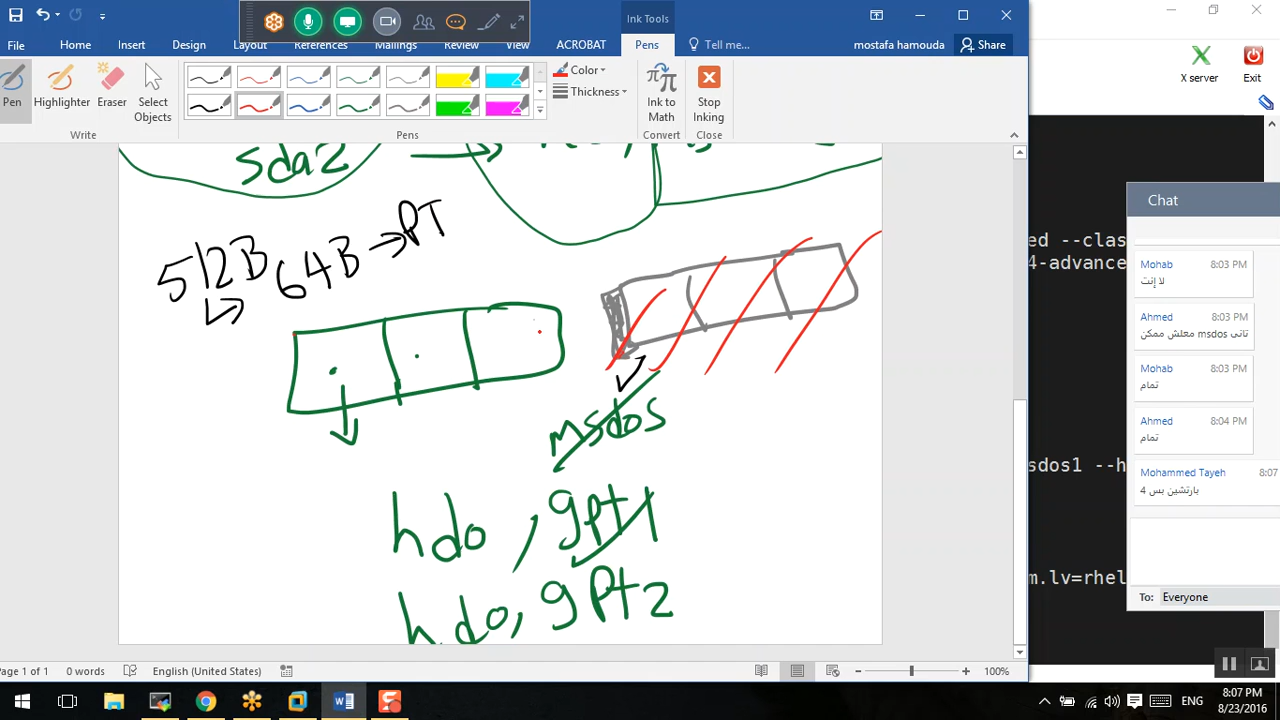 Ink Tools
File Home Insert Design Layout References Mailings Review View ACROBAT Pens Tell me... mostafa hamouda Share
Pen
Highlighter
Eraser
Select Objects
Color
Thickness
Ink to Math
Stop Inking
Write
Pens
Convert
Close
X server
Exit
sda2
512B 64B → PT
msdos
hd0 , gpt1
hd0, gpt2
ed --clas
4-advance
sdos1 --h
m.lv=rhel
Chat
Mohab 8:03 PM
لا إنت
Ahmed 8:03 PM
تاني msdos معلش ممكن
Mohab 8:03 PM
تمام
Ahmed 8:04 PM
تمام
Mohammed Tayeh 8:07
بارتشين بس 4
To: Everyone
Page 1 of 1 0 words English (United States) 100%
ENG 8:07 PM
8/23/2016